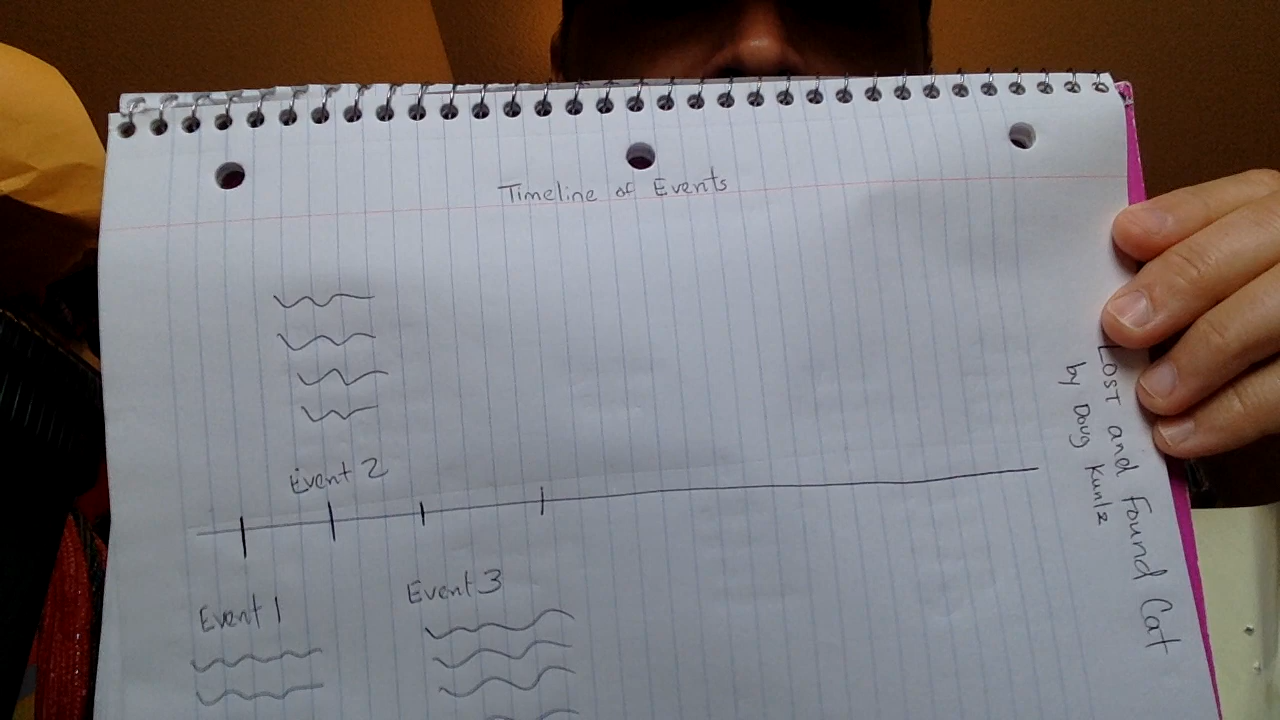 Timeline of Events
Event 2
Event 1
Event 3
Lost and Found Cat
by Doug Kuntz